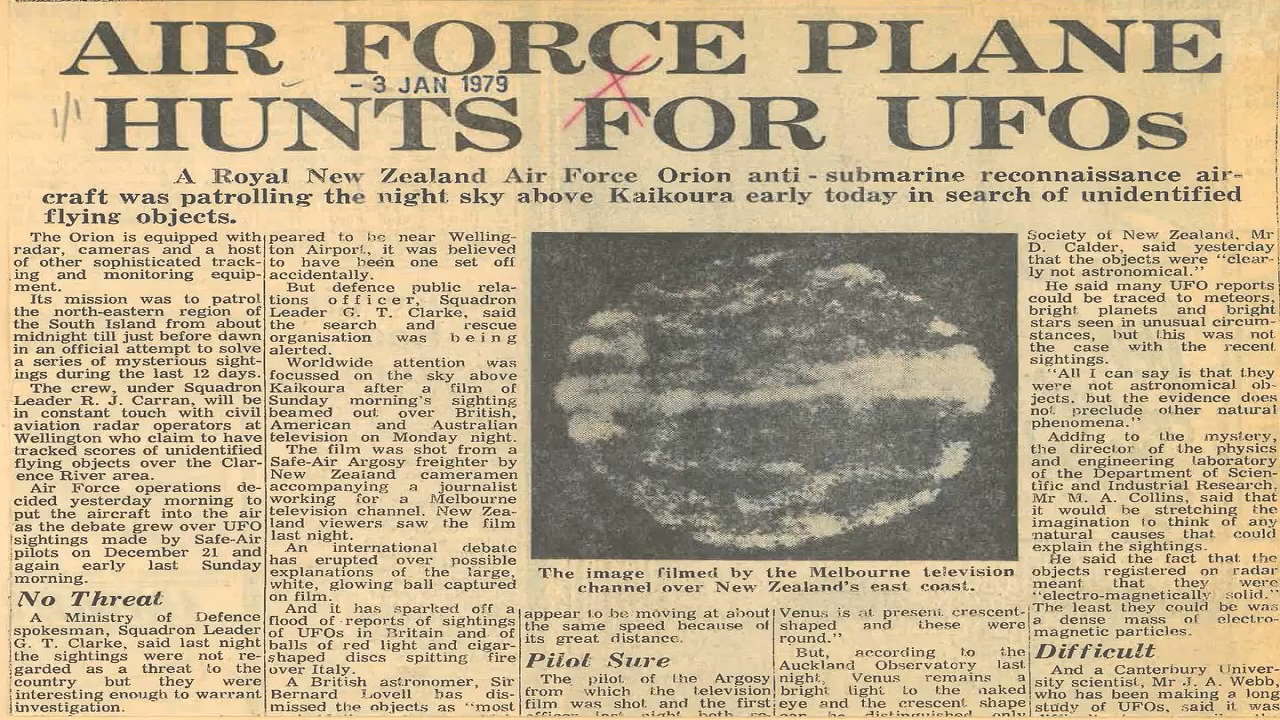 AIR FORCE PLANE
- 3 JAN 1979
1/1
HUNTS FOR UFOs
A Royal New Zealand Air Force Orion anti - submarine reconnaissance air-
craft was patrolling the night sky above Kaikoura early today in search of unidentified
flying objects.
The Orion is equipped with
radar, cameras and a host
of other sophisticated track-
ing and monitoring equip-
ment.
Its mission was to patrol
the north-eastern region of
the South Island from about
midnight till just before dawn
in an official attempt to solve
a series of mysterious sight-
ings during the last 12 days.
The crew, under Squadron
Leader R. J. Carran, will be
in constant touch with civil
aviation radar operators at
Wellington who claim to have
tracked scores of unidentified
flying objects over the Clar-
ence River area.
Air Force operations de-
cided yesterday morning to
put the aircraft into the air
as the debate grew over UFO
sightings made by Safe-Air
pilots on December 21 and
again early last Sunday
morning.
No Threat
A Ministry of Defence
spokesman, Squadron Leader
G. T. Clarke, said last night
the sightings were not re-
garded as a threat to the
country but they were
interesting enough to warrant
investigation.
peared to be near Welling-
ton Airport, it was believed
to have been one set off
accidentally.
But defence public rela-
tions officer, Squadron
Leader G. T. Clarke, said
the search and rescue
organisation was being
alerted.
Worldwide attention was
focussed on the sky above
Kaikoura after a film of
Sunday morning's sighting
beamed out over British,
American and Australian
television on Monday night.
The film was shot from a
Safe-Air Argosy freighter by
New Zealand cameramen
accompanying a journalist
working for a Melbourne
television channel. New Zea-
land viewers saw the film
last night.
An international debate
has erupted over possible
explanations of the large,
white, glowing ball captured
on film.
And it has sparked off a
flood of reports of sightings
of UFOs in Britain and of
balls of red light and cigar-
shaped discs spitting fire
over Italy.
A British astronomer, Sir
Bernard Lovell has dis-
missed the objects as "most
The image filmed by the Melbourne television
channel over New Zealand's east coast.
appear to be moving at about
the same speed because of
its great distance.
Pilot Sure
The pilot of the Argosy
from which the television
film was shot and the first
officer last night both
Venus is at present crescent-
shaped and these were
round."
But, according to the
Auckland Observatory last
night, Venus remains a
bright light to the naked
eye and the crescent shape
can be distinguished only
Society of New Zealand, Mr
D. Calder, said yesterday
that the objects were "clear-
ly not astronomical."
He said many UFO reports
could be traced to meteors,
bright planets and bright
stars seen in unusual circum-
stances, but this was not
the case with the recent
sightings.
"All I can say is that they
were not astronomical ob-
jects, but the evidence does
not preclude other natural
phenomena."
Adding to the mystery,
the director of the physics
and engineering laboratory
of the Department of Scien-
tific and Industrial Research,
Mr M. A. Collins, said that
it would be stretching the
imagination to think of any
natural causes that could
explain the sightings.
He said the fact that the
objects registered on radar
meant that they were
"electro-magnetically solid."
The least they could be was
a dense mass of electro-
magnetic particles.
Difficult
And a Canterbury Univer-
sity scientist, Mr J. A. Webb,
who has been making a long
study of UFOs, said it was